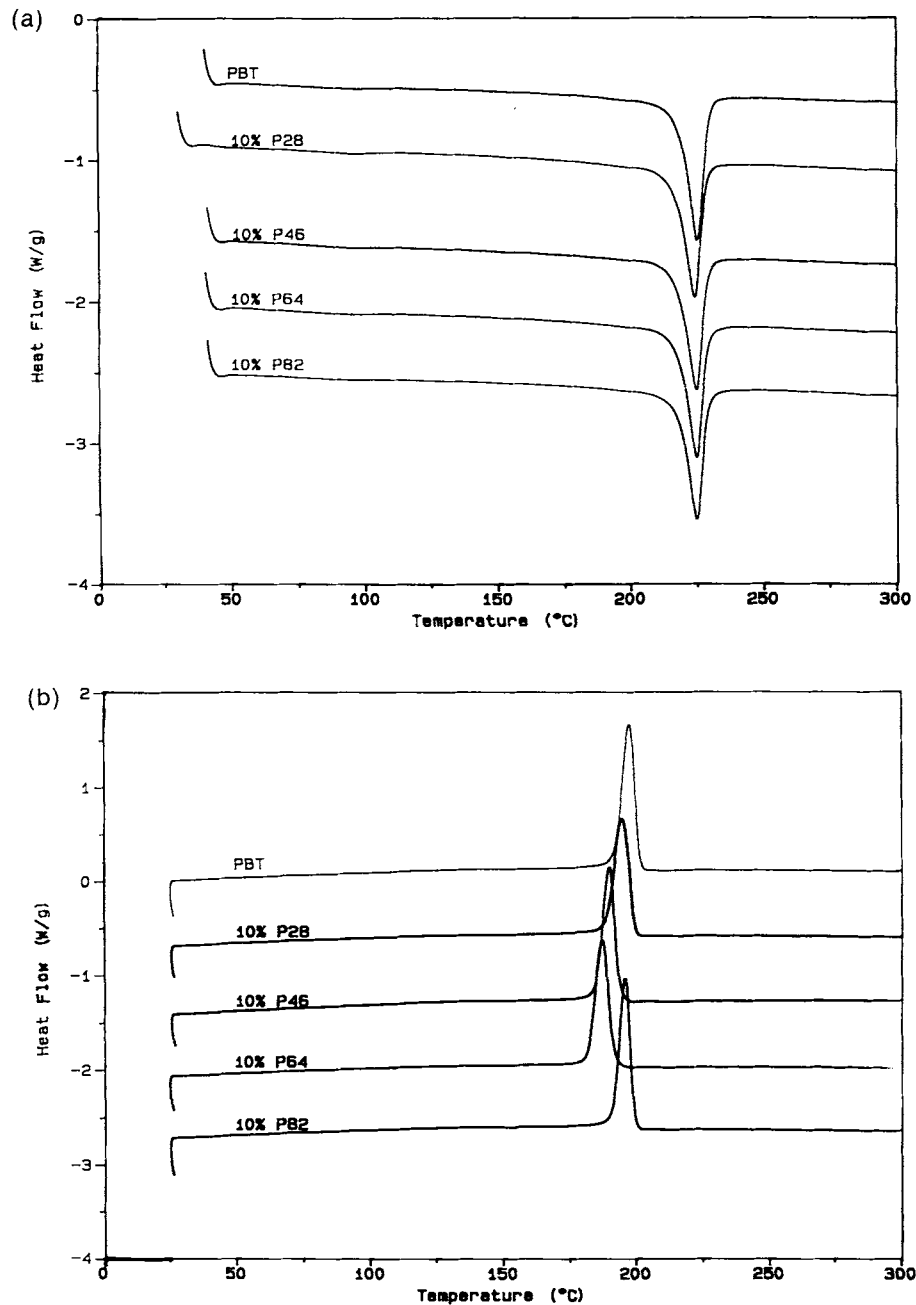 (a)
0
PBT
10% P28
-1
10% P46
-2
10% P64
10% P82
-3
-4
Heat Flow (W/g)
0 50 100 150 200 250 300
Temperature (°C)
(b)
2
1
PBT
0
10% P28
-1
10% P46
10% P64
-2
10% P82
-3
-4
Heat Flow (W/g)
0 50 100 150 200 250 300
Temperature (°C)